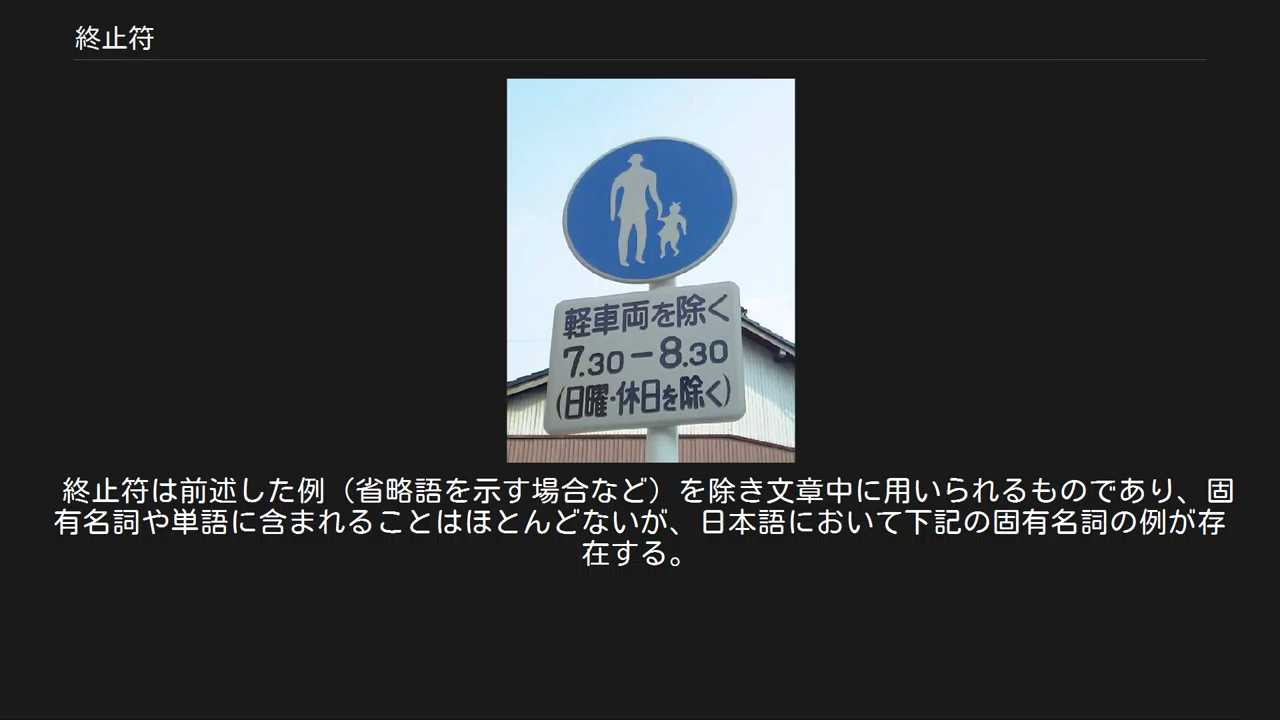 終止符
軽車両を除く
7.30－8.30
(日曜·休日を除く)
終止符は前述した例（省略語を示す場合など）を除き文章中に用いられるものであり、固
有名詞や単語に含まれることはほとんどないが、日本語において下記の固有名詞の例が存
在する。